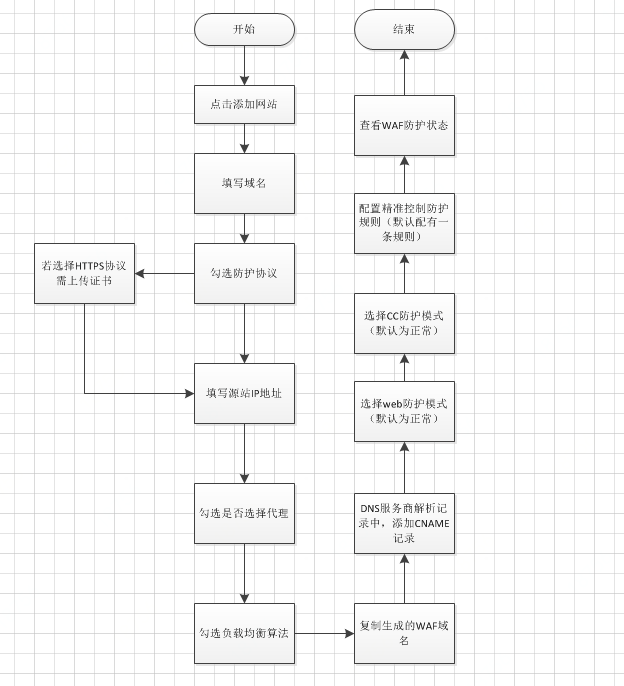 开始
点击添加网站
填写域名
勾选防护协议
若选择HTTPS协议
需上传证书
填写源站IP地址
勾选是否选择代理
勾选负载均衡算法
复制生成的WAF域
名
DNS服务商解析记
录中，添加CNAME
记录
选择web防护模式
（默认为正常）
选择CC防护模式
（默认为正常）
配置精准控制防护
规则（默认配有一
条规则）
查看WAF防护状态
结束